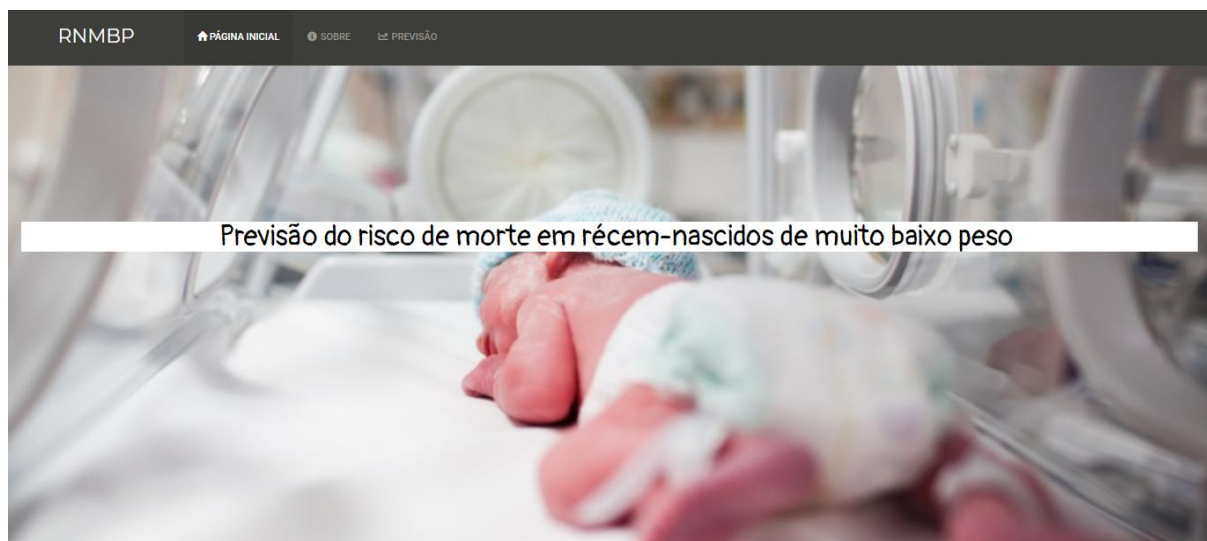 RNMBP PÁGINA INICIAL SOBRE PREVISÃO
Previsão do risco de morte em récem-nascidos de muito baixo peso